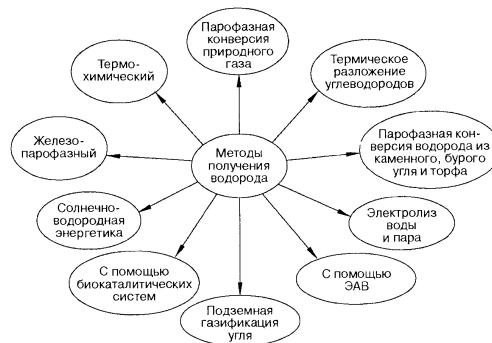 Парофазная
конверсия
природного
газа
Термическое
разложение
углеводородов
Парофазная кон-
версия водорода из
каменного, бурого
угля и торфа
Электролиз
воды
и пара
С помощью
ЭАВ
Подземная
газификация
угля
С помощью
биокаталитических
систем
Солнечно-
водородная
энергетика
Железо-
парофазный
Термо-
химический
Методы
получения
водорода